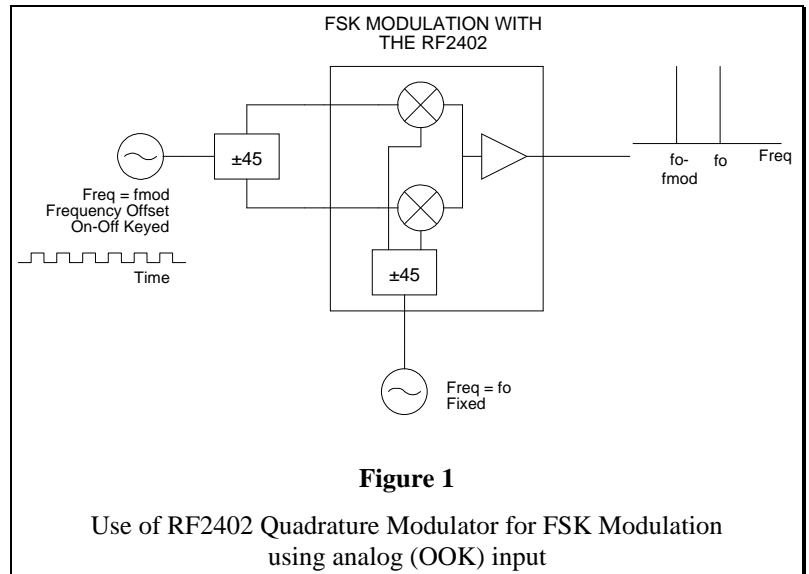 FSK MODULATION WITH
THE RF2402
±45
Freq = fmod
Frequency Offset
On-Off Keyed
Time
±45
Freq = fo
Fixed
fo-
fmod
fo
Freq
Figure 1
Use of RF2402 Quadrature Modulator for FSK Modulation
using analog (OOK) input